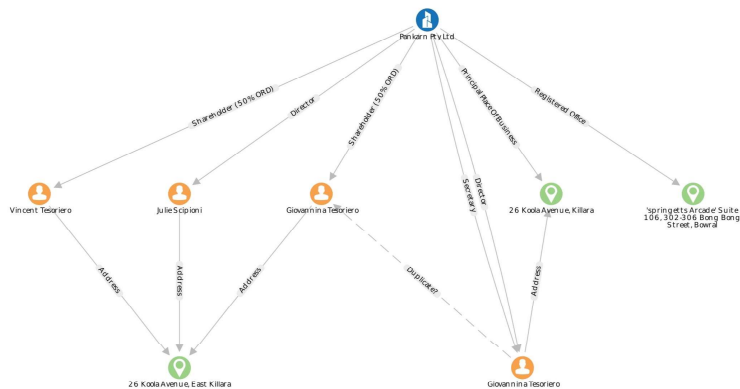 Pankarn Pty Ltd
Shareholder (50% ORD)
Director
Shareholder (50% ORD)
Principal Place Of Business
Registered Office
Secretary
Director
Vincent Tesoriero
Julie Scipioni
Giovannina Tesoriero
26 Koola Avenue, Killara
'springetts Arcade' Suite
106, 302-306 Bong Bong
Street, Bowral
Address
Address
Address
Duplicate?
Address
26 Koola Avenue, East Killara
Giovannina Tesoriero